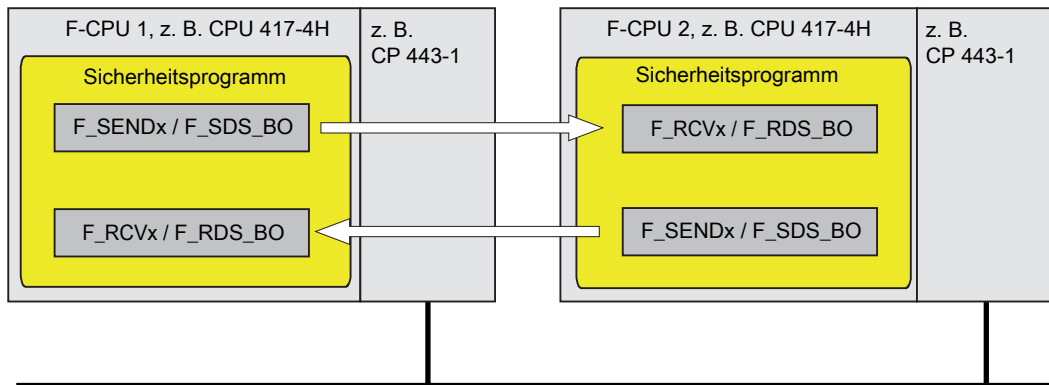 F-CPU 1, z. B. CPU 417-4H
z. B.
CP 443-1
Sicherheitsprogramm
F_SENDx / F_SDS_BO
F_RCVx / F_RDS_BO
F-CPU 2, z. B. CPU 417-4H
z. B.
CP 443-1
Sicherheitsprogramm
F_RCVx / F_RDS_BO
F_SENDx / F_SDS_BO